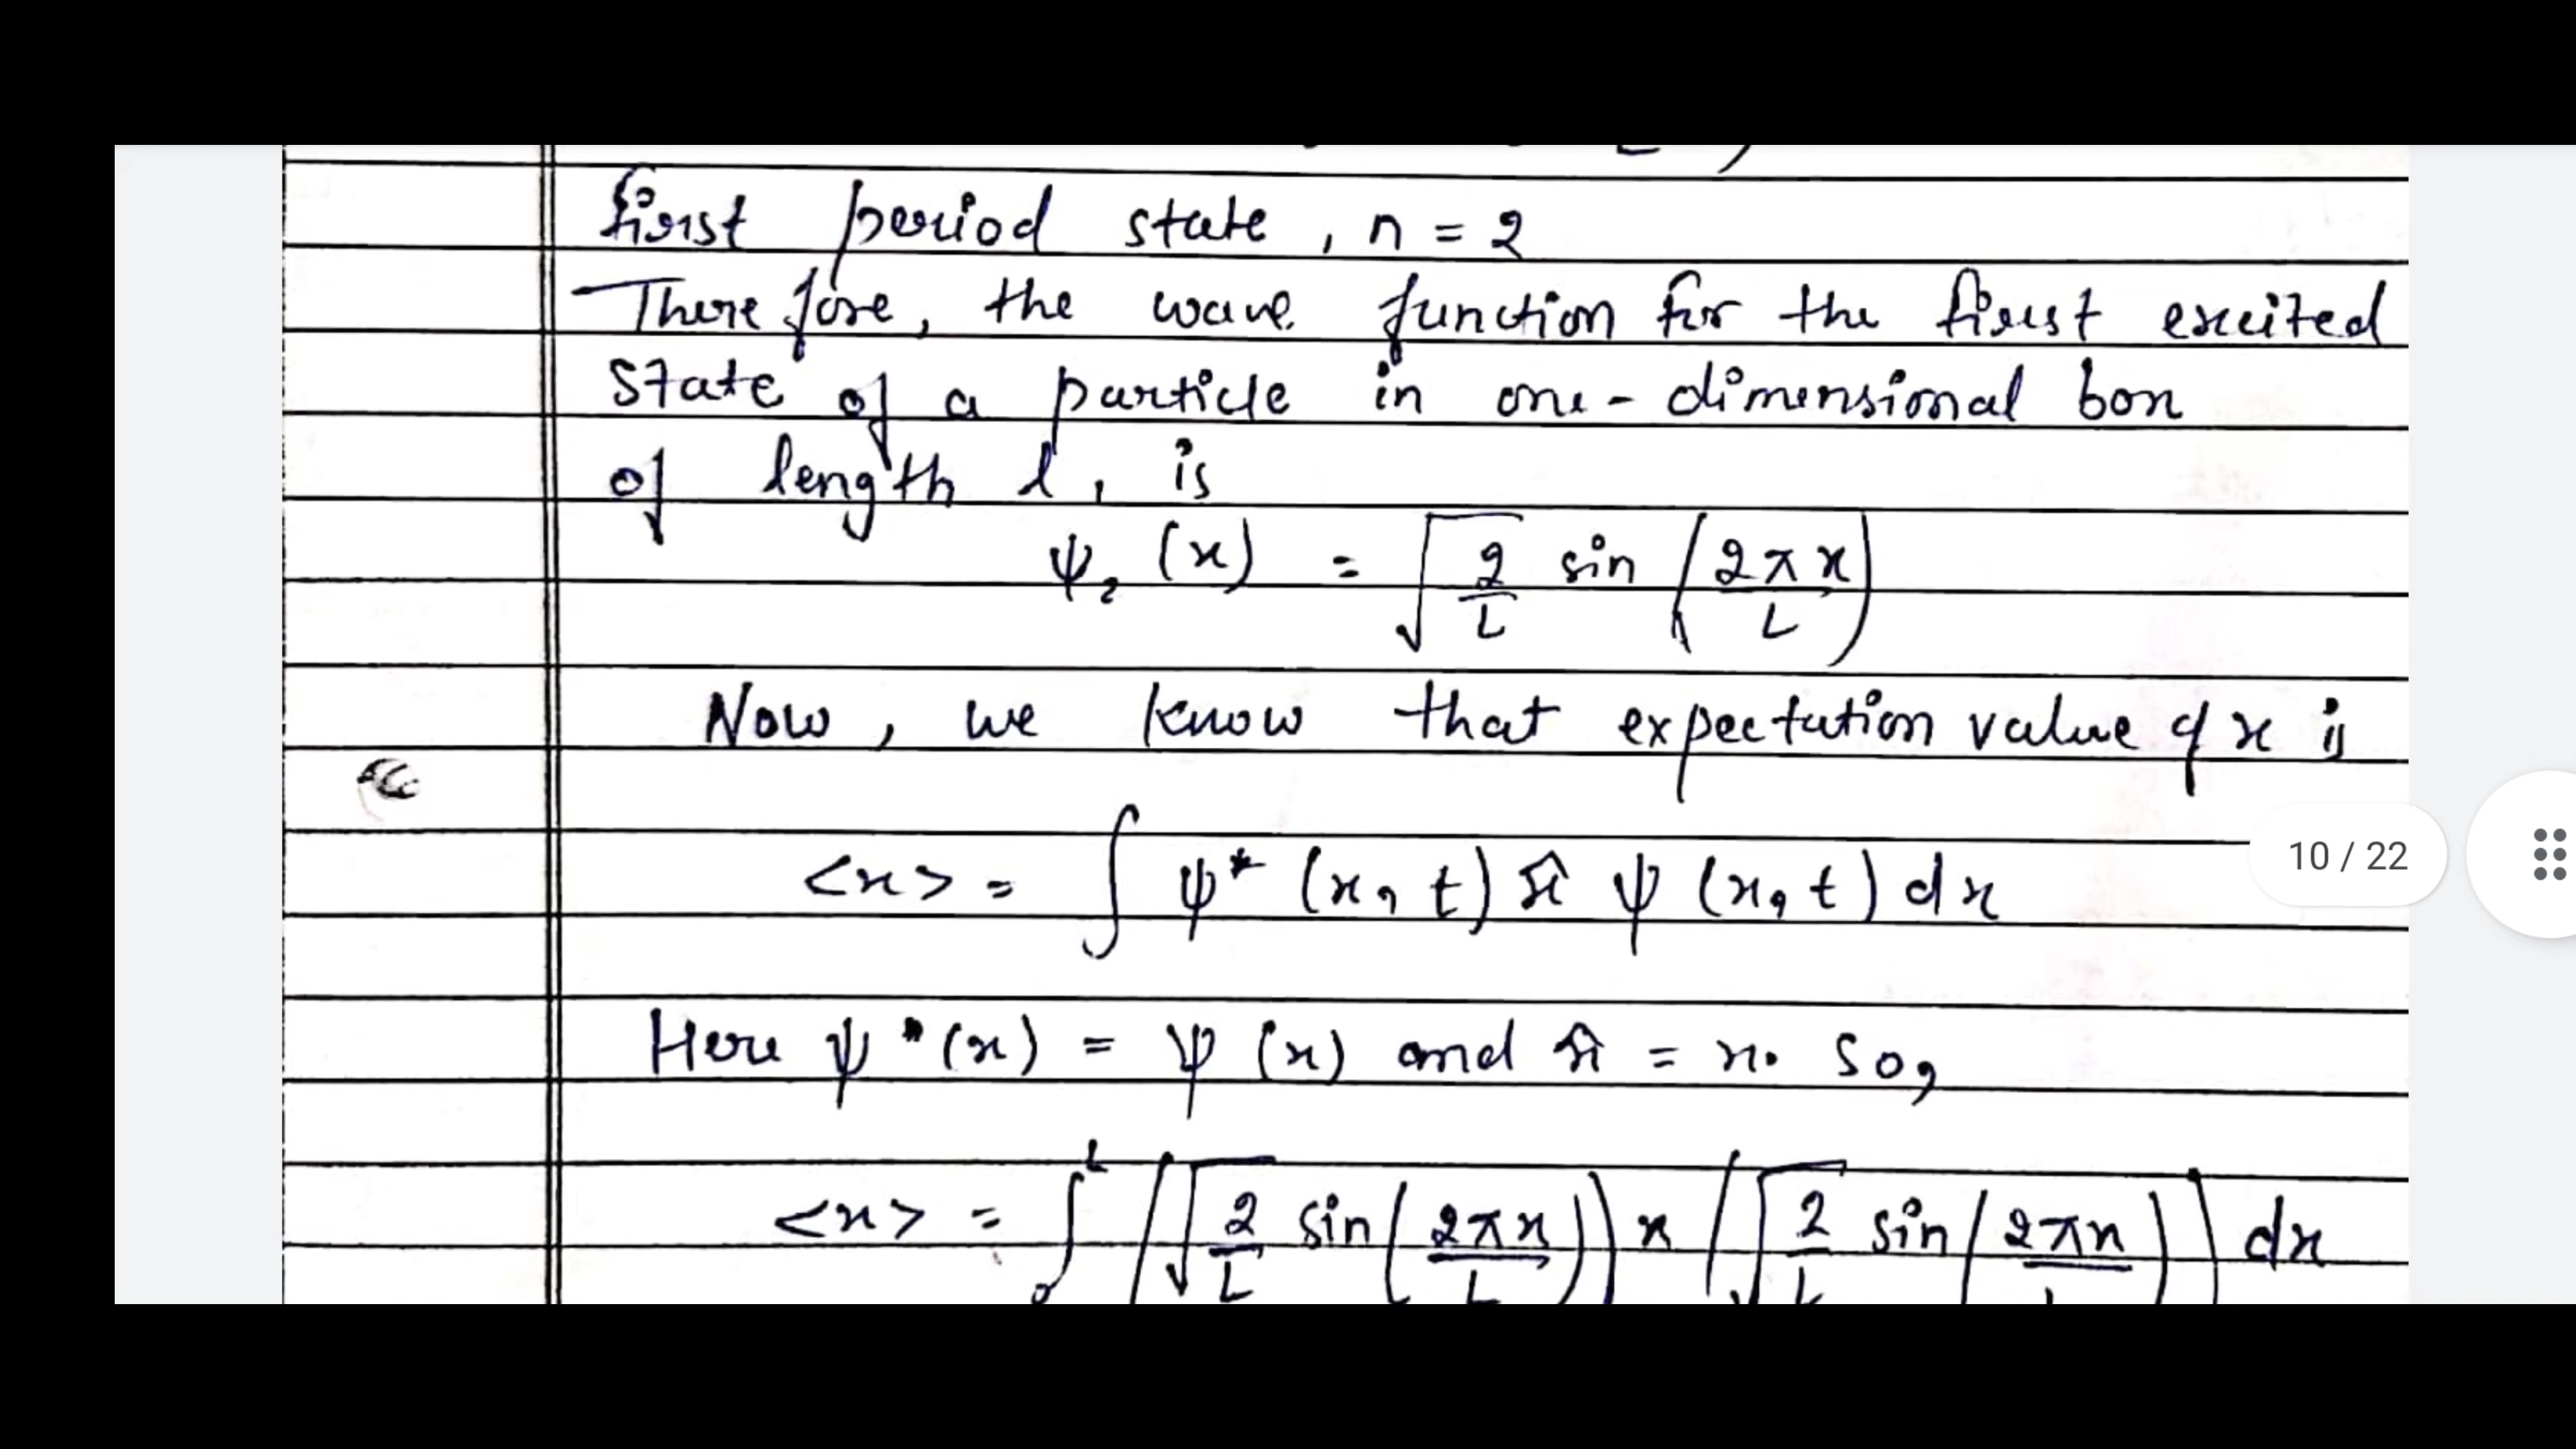 first period state, n = 2
Therefore, the wave function for the first excited
state of a particle in one-dimensional box
of length l, is
ψ₂ (x) = √(2/L) sin (2πx/L)
Now, we know that expectation value of x is
<x> = ∫ ψ* (x, t) x̂ ψ (x, t) dx
10 / 22
Here ψ*(x) = ψ (x) and x̂ = x. So,
<x> = ∫₀ᴸ (√(2/L) sin (2πx/L)) x (√(2/L) sin (2πx/L)) dx